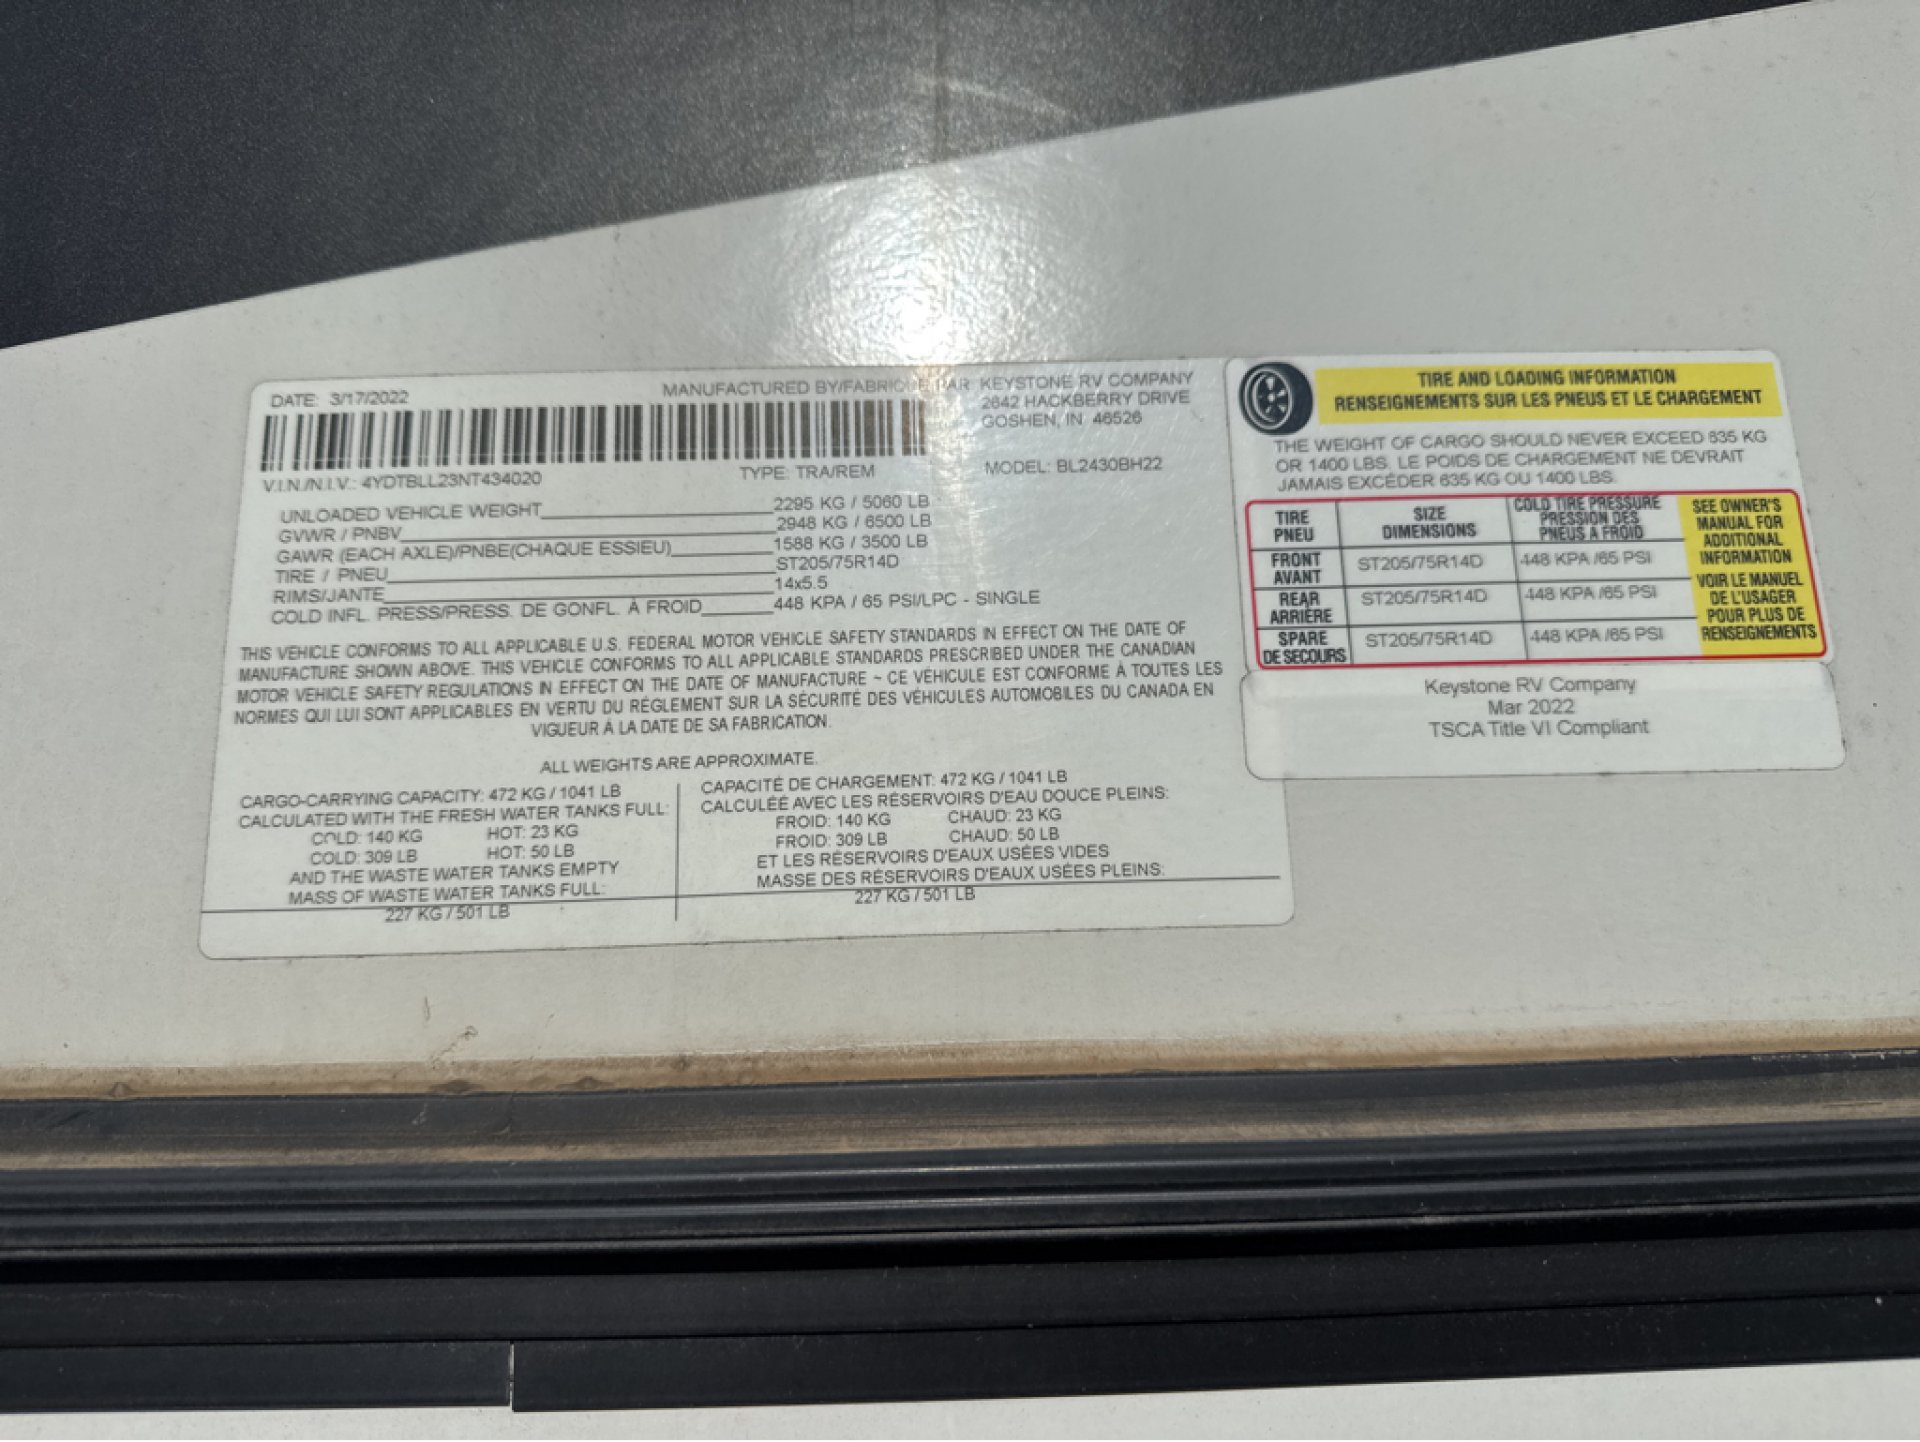 DATE: 3/17/2022
MANUFACTURED BY/FABRIQUÉ PAR KEYSTONE RV COMPANY
2642 HACKBERRY DRIVE
GOSHEN, IN 46526
V.I.N./N.I.V.: 4YDTBLL23NT434020
TYPE: TRA/REM
MODEL: BL2430BH22
UNLOADED VEHICLE WEIGHT 2295 KG / 5060 LB
GVWR / PNBV 2948 KG / 6500 LB
GAWR (EACH AXLE)/PNBE(CHAQUE ESSIEU) 1588 KG / 3500 LB
TIRE / PNEU ST205/75R14D
RIMS/JANTE 14x5.5
COLD INFL. PRESS/PRESS. DE GONFL. À FROID 448 KPA / 65 PSI/LPC - SINGLE
THIS VEHICLE CONFORMS TO ALL APPLICABLE U.S. FEDERAL MOTOR VEHICLE SAFETY STANDARDS IN EFFECT ON THE DATE OF
MANUFACTURE SHOWN ABOVE. THIS VEHICLE CONFORMS TO ALL APPLICABLE STANDARDS PRESCRIBED UNDER THE CANADIAN
MOTOR VEHICLE SAFETY REGULATIONS IN EFFECT ON THE DATE OF MANUFACTURE ~ CE VÉHICULE EST CONFORME À TOUTES LES
NORMES QUI LUI SONT APPLICABLES EN VERTU DU RÈGLEMENT SUR LA SÉCURITÉ DES VÉHICULES AUTOMOBILES DU CANADA EN
VIGUEUR À LA DATE DE SA FABRICATION.
ALL WEIGHTS ARE APPROXIMATE.
CARGO-CARRYING CAPACITY: 472 KG / 1041 LB
CALCULATED WITH THE FRESH WATER TANKS FULL:
COLD: 140 KG HOT: 23 KG
COLD: 309 LB HOT: 50 LB
AND THE WASTE WATER TANKS EMPTY
MASS OF WASTE WATER TANKS FULL:
227 KG / 501 LB
CAPACITÉ DE CHARGEMENT: 472 KG / 1041 LB
CALCULÉE AVEC LES RÉSERVOIRS D'EAU DOUCE PLEINS:
FROID: 140 KG CHAUD: 23 KG
FROID: 309 LB CHAUD: 50 LB
ET LES RÉSERVOIRS D'EAUX USÉES VIDES
MASSE DES RÉSERVOIRS D'EAUX USÉES PLEINS:
227 KG / 501 LB
TIRE AND LOADING INFORMATION
RENSEIGNEMENTS SUR LES PNEUS ET LE CHARGEMENT
THE WEIGHT OF CARGO SHOULD NEVER EXCEED 635 KG
OR 1400 LBS. LE POIDS DE CHARGEMENT NE DEVRAIT
JAMAIS EXCÉDER 635 KG OU 1400 LBS.
TIRE
PNEU
SIZE
DIMENSIONS
COLD TIRE PRESSURE
PRESSION DES
PNEUS À FROID
FRONT
AVANT
ST205/75R14D 448 KPA /65 PSI
REAR
ARRIÈRE
ST205/75R14D 448 KPA /65 PSI
SPARE
DE SECOURS
ST205/75R14D 448 KPA /65 PSI
SEE OWNER'S
MANUAL FOR
ADDITIONAL
INFORMATION
VOIR LE MANUEL
DE L'USAGER
POUR PLUS DE
RENSEIGNEMENTS
Keystone RV Company
Mar 2022
TSCA Title VI Compliant